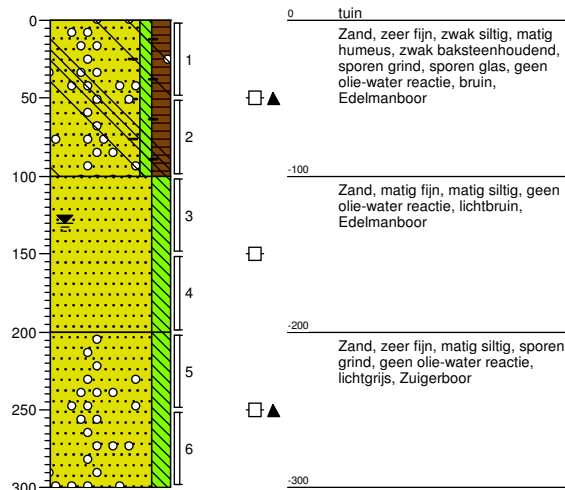 0
50
100
150
200
250
300
1
2
3
4
5
6
0
tuin
Zand, zeer fijn, zwak siltig, matig
humeus, zwak baksteenhoudend,
sporen grind, sporen glas, geen
olie-water reactie, bruin,
Edelmanboor
-100
Zand, matig fijn, matig siltig, geen
olie-water reactie, lichtbruin,
Edelmanboor
-200
Zand, zeer fijn, matig siltig, sporen
grind, geen olie-water reactie,
lichtgrijs, Zuigerboor
-300